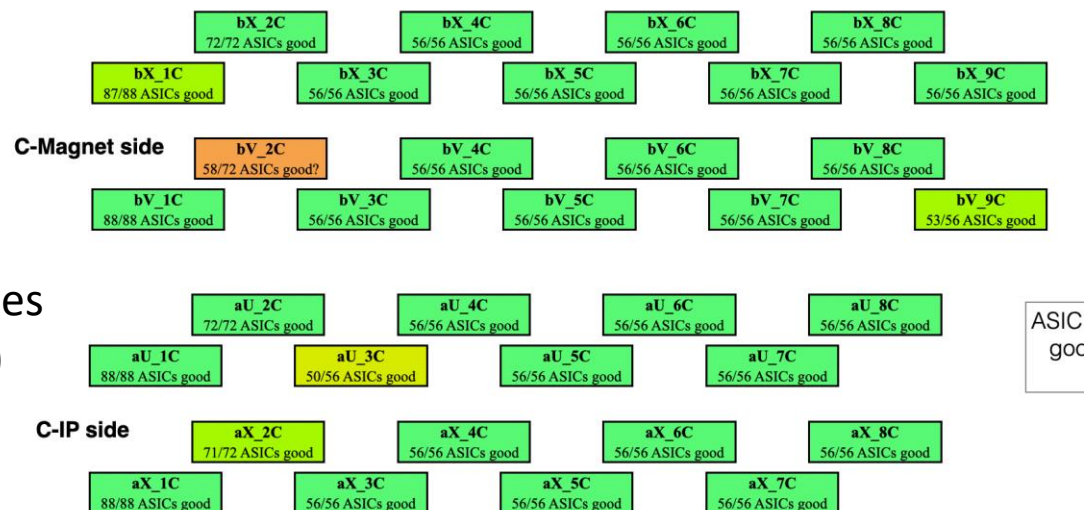 bX_2C bX_4C bX_6C bX_8C
72/72 ASICs good 56/56 ASICs good 56/56 ASICs good 56/56 ASICs good
bX_1C bX_3C bX_5C bX_7C bX_9C
87/88 ASICs good 56/56 ASICs good 56/56 ASICs good 56/56 ASICs good 56/56 ASICs good
C-Magnet side
bV_2C bV_4C bV_6C bV_8C
58/72 ASICs good? 56/56 ASICs good 56/56 ASICs good 56/56 ASICs good
bV_1C bV_3C bV_5C bV_7C bV_9C
88/88 ASICs good 56/56 ASICs good 56/56 ASICs good 56/56 ASICs good 53/56 ASICs good
es
)
aU_2C aU_4C aU_6C aU_8C
72/72 ASICs good 56/56 ASICs good 56/56 ASICs good 56/56 ASICs good
aU_1C aU_3C aU_5C aU_7C
88/88 ASICs good 50/56 ASICs good 56/56 ASICs good 56/56 ASICs good
ASIC
goo
C-IP side
aX_2C aX_4C aX_6C aX_8C
71/72 ASICs good 56/56 ASICs good 56/56 ASICs good 56/56 ASICs good
aX_1C aX_3C aX_5C aX_7C
88/88 ASICs good 56/56 ASICs good 56/56 ASICs good 56/56 ASICs good